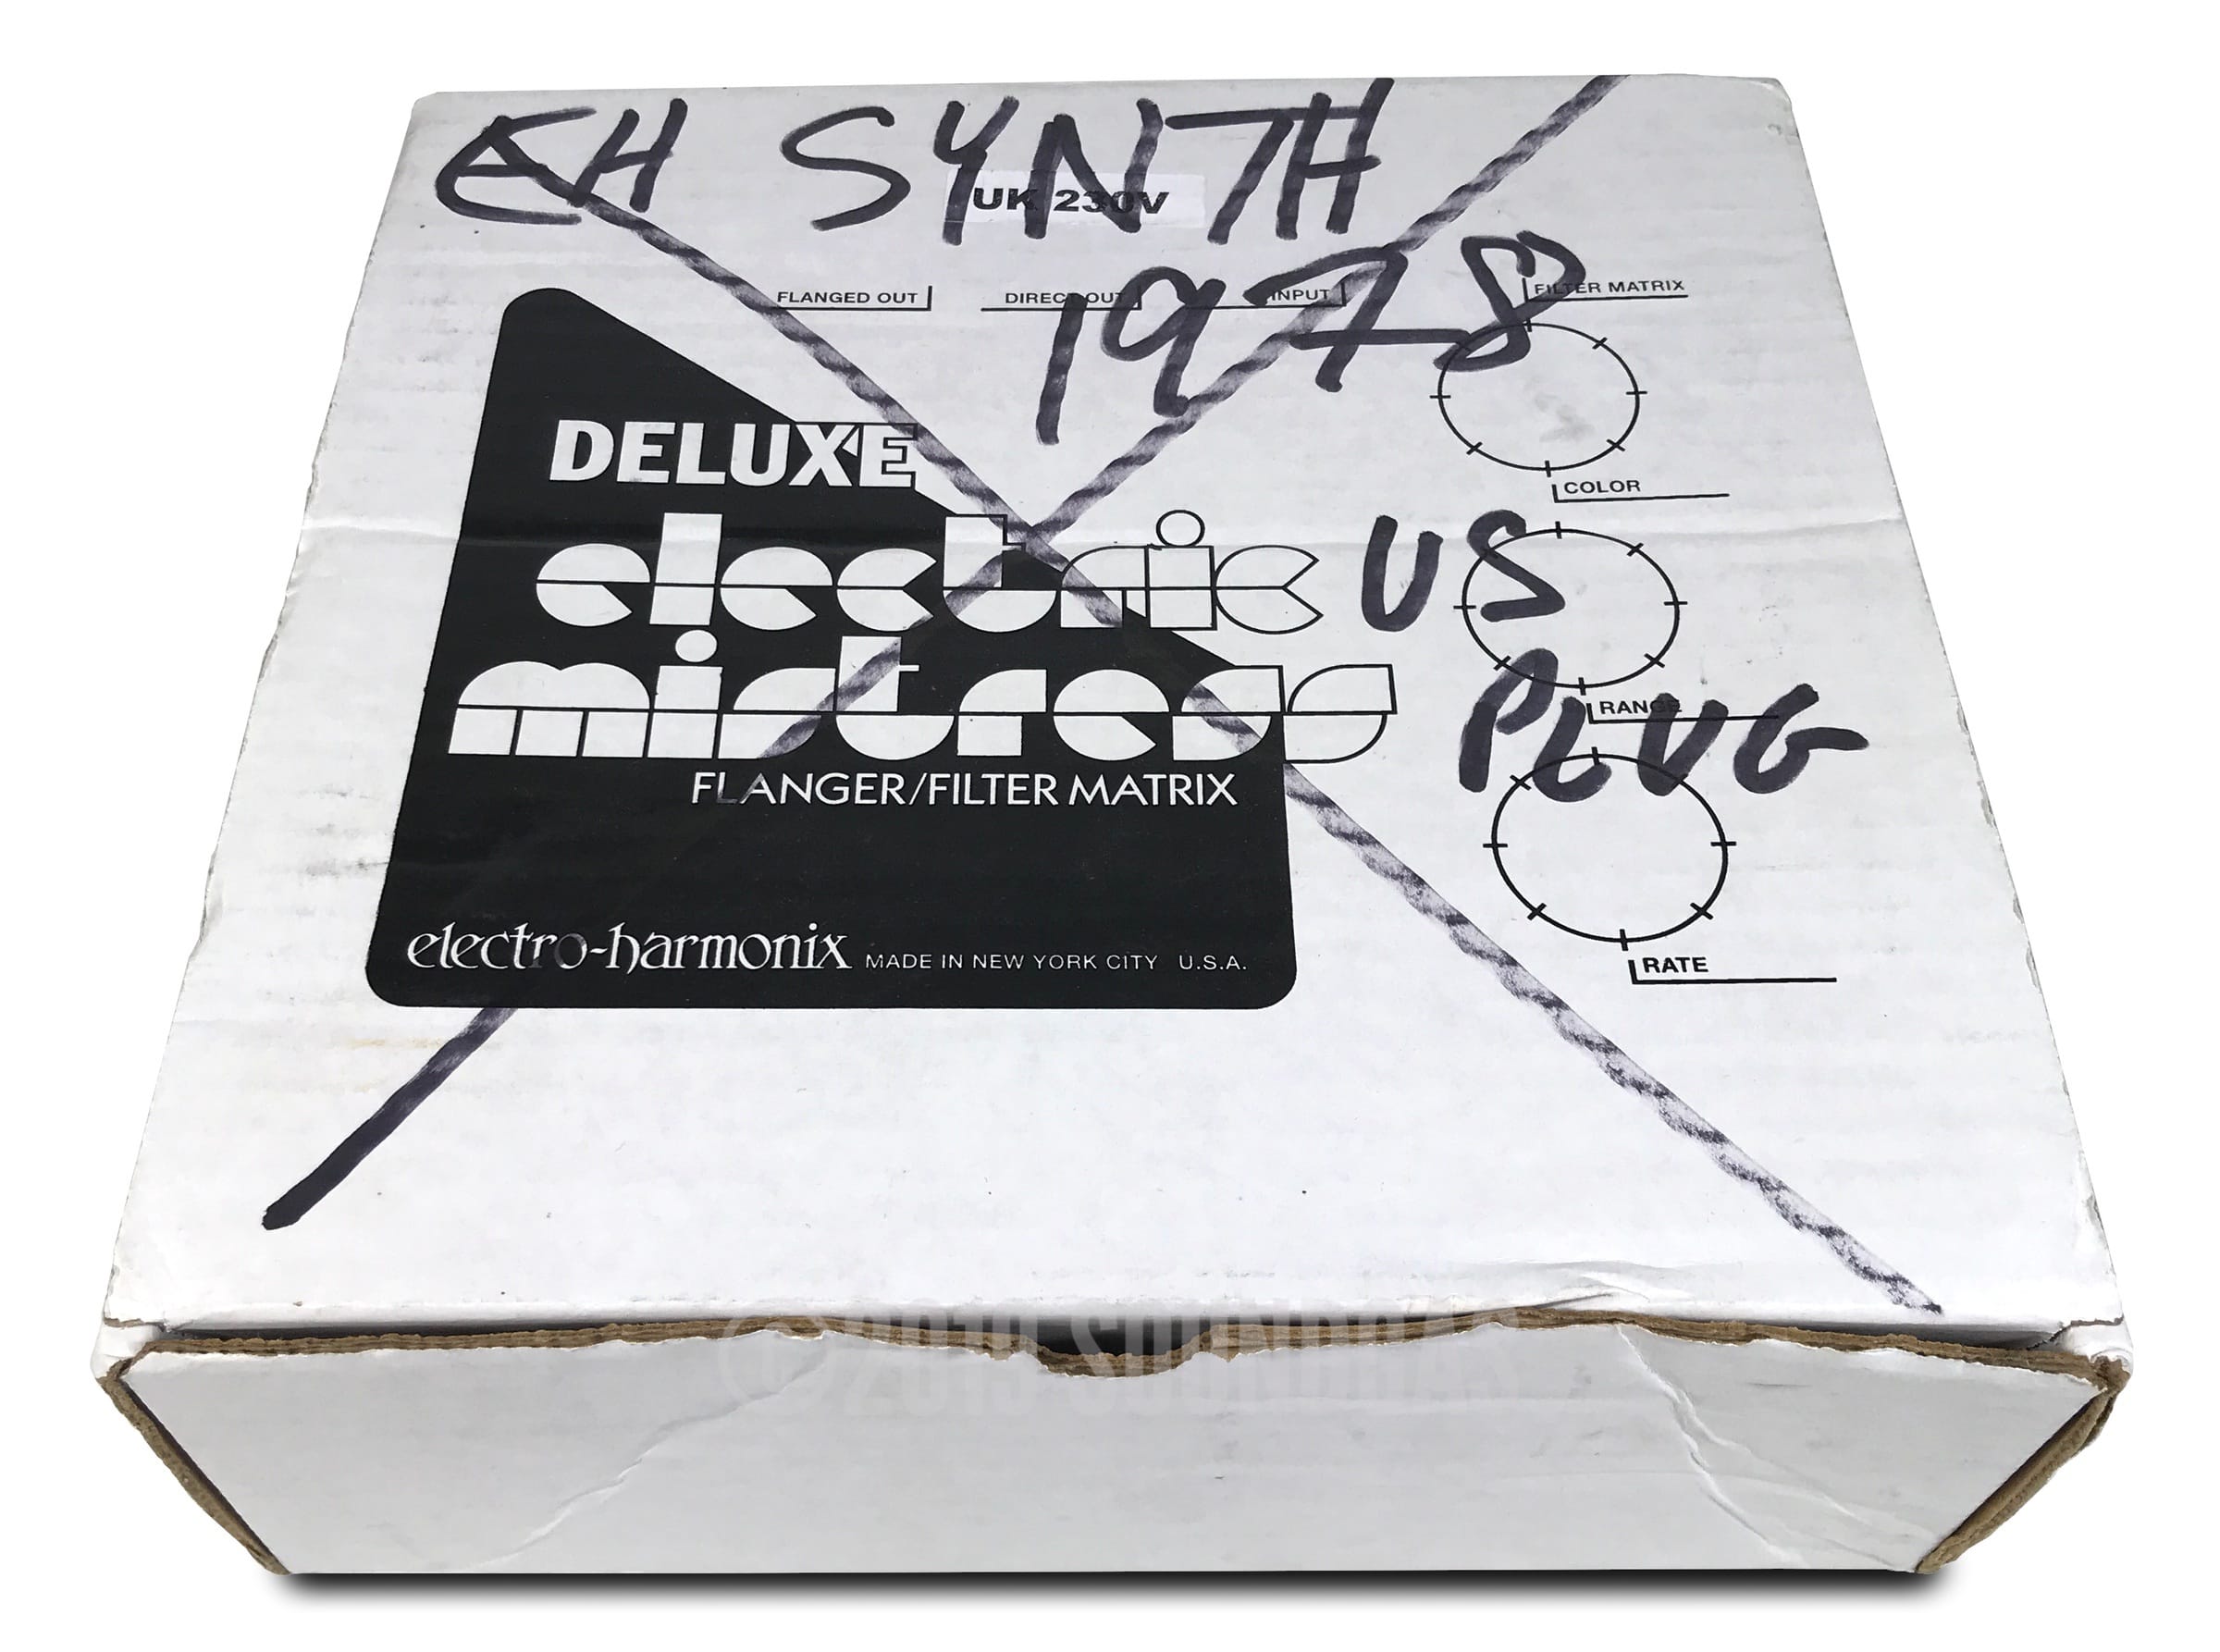 EH SYNTH
UK 230V
1978
FLANGED OUT
DIRECT OUT
INPUT
FILTER MATRIX
DELUXE
COLOR
electric
US
mistress
PLUG
RANGE
FLANGER/FILTER MATRIX
electro-harmonix MADE IN NEW YORK CITY U.S.A.
RATE